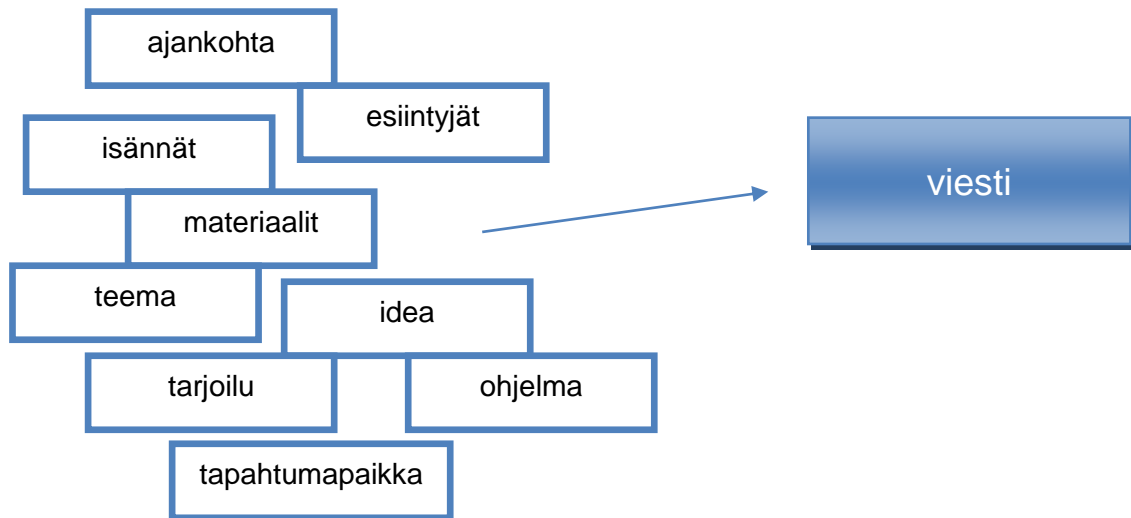 ajankohta
esiintyjät
isännät
viesti
materiaalit
teema
idea
tarjoilu
ohjelma
tapahtumapaikka